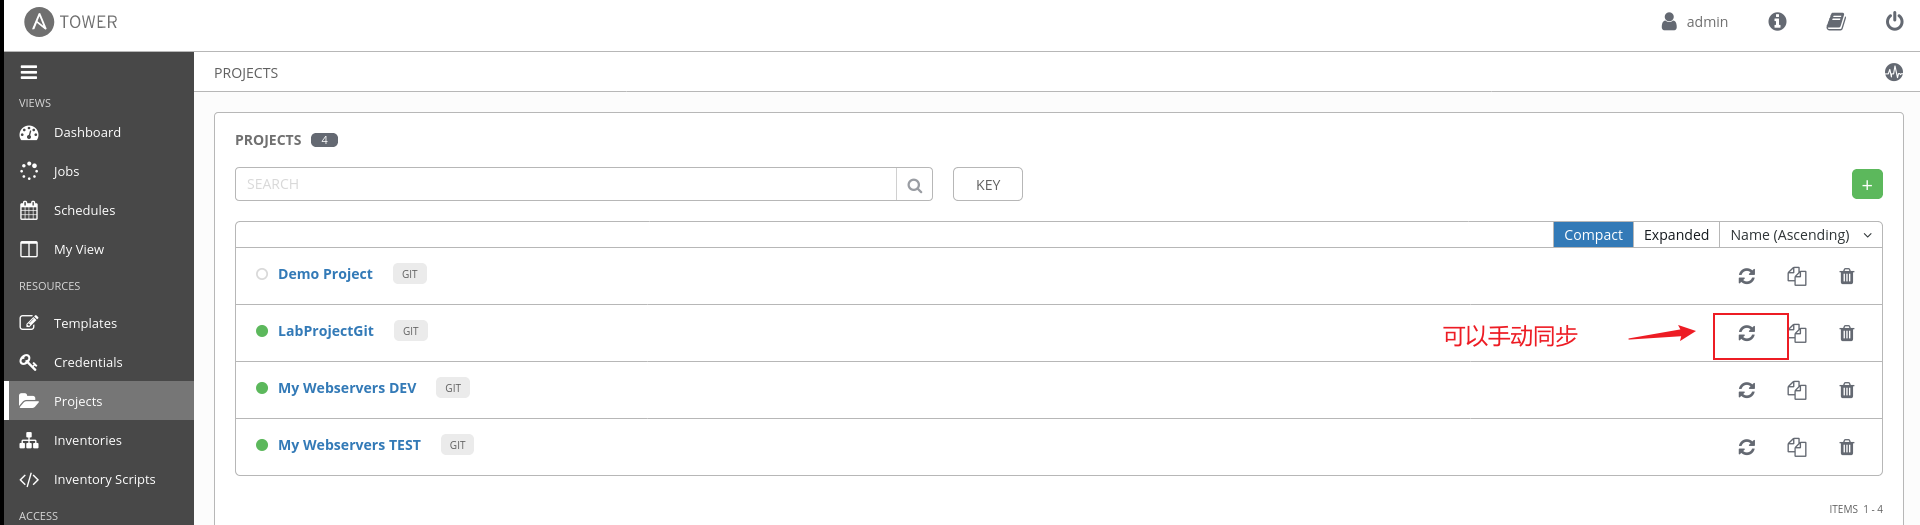 TOWER
admin
VIEWS
Dashboard
Jobs
Schedules
My View
RESOURCES
Templates
Credentials
Projects
Inventories
Inventory Scripts
ACCESS
PROJECTS
PROJECTS 4
SEARCH
KEY
+
Compact Expanded Name (Ascending)
Demo Project GIT
LabProjectGit GIT
可以手动同步
My Webservers DEV GIT
My Webservers TEST GIT
ITEMS 1 - 4